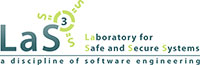 LaS³
S S S S
Laboratory for
Safe and Secure Systems
a discipline of software engineering